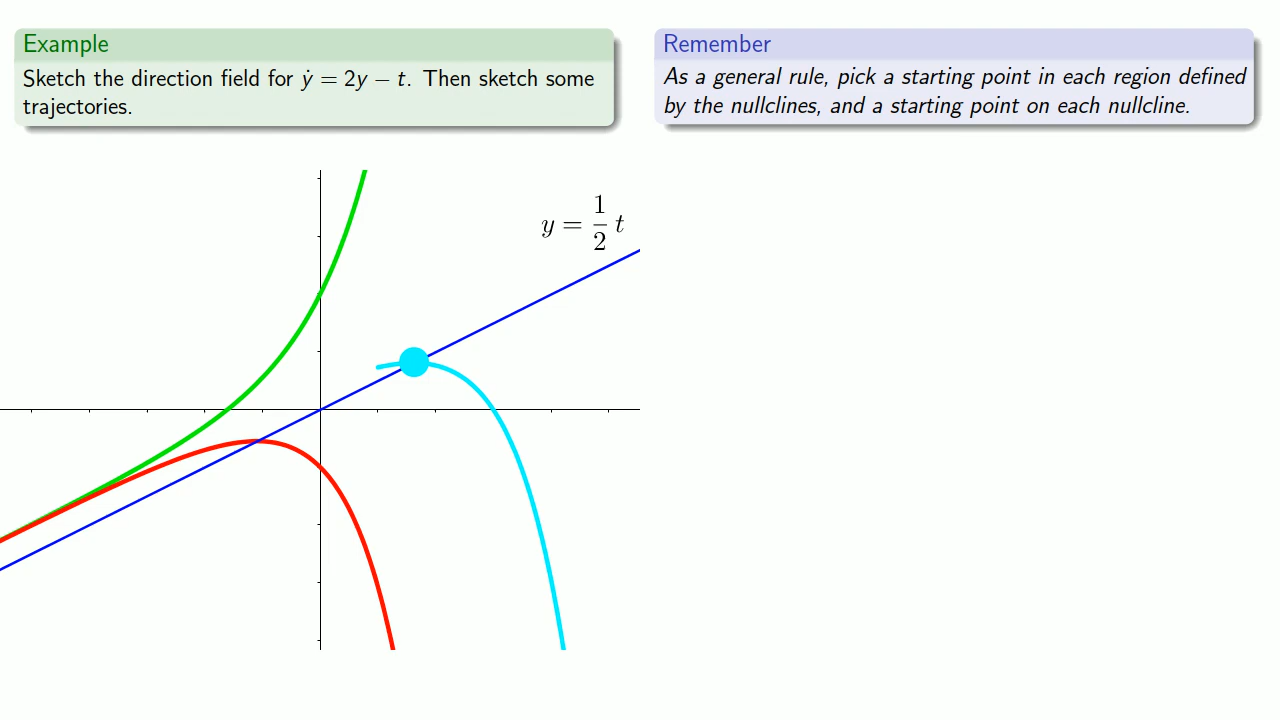 Example
Sketch the direction field for ẏ = 2y − t. Then sketch some
trajectories.
Remember
As a general rule, pick a starting point in each region defined
by the nullclines, and a starting point on each nullcline.
y = 1/2 t